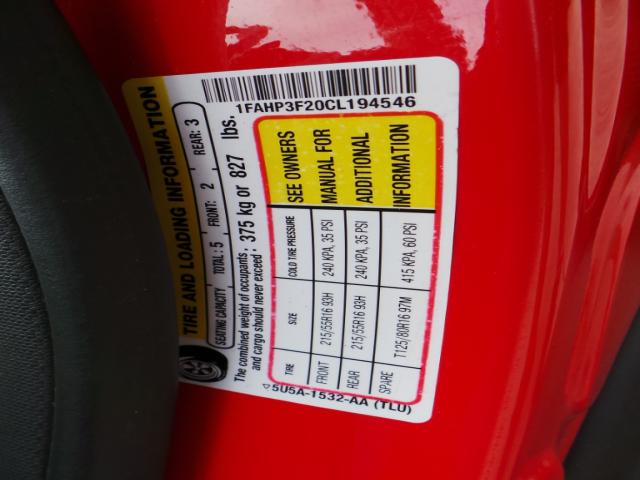 1FAHP3F20CL194546
TIRE AND LOADING INFORMATION
SEATING CAPACITY TOTAL: 5 FRONT: 2 REAR: 3
The combined weight of occupants and cargo should never exceed: 375 kg or 827 lbs.
TIRE SIZE COLD TIRE PRESSURE SEE OWNERS
FRONT 215/55R16 93H 240 KPA, 35 PSI MANUAL FOR
REAR 215/55R16 93H 240 KPA, 35 PSI ADDITIONAL
SPARE T125/80R16 97M 415 KPA, 60 PSI INFORMATION
5U5A-1532-AA (TLU)